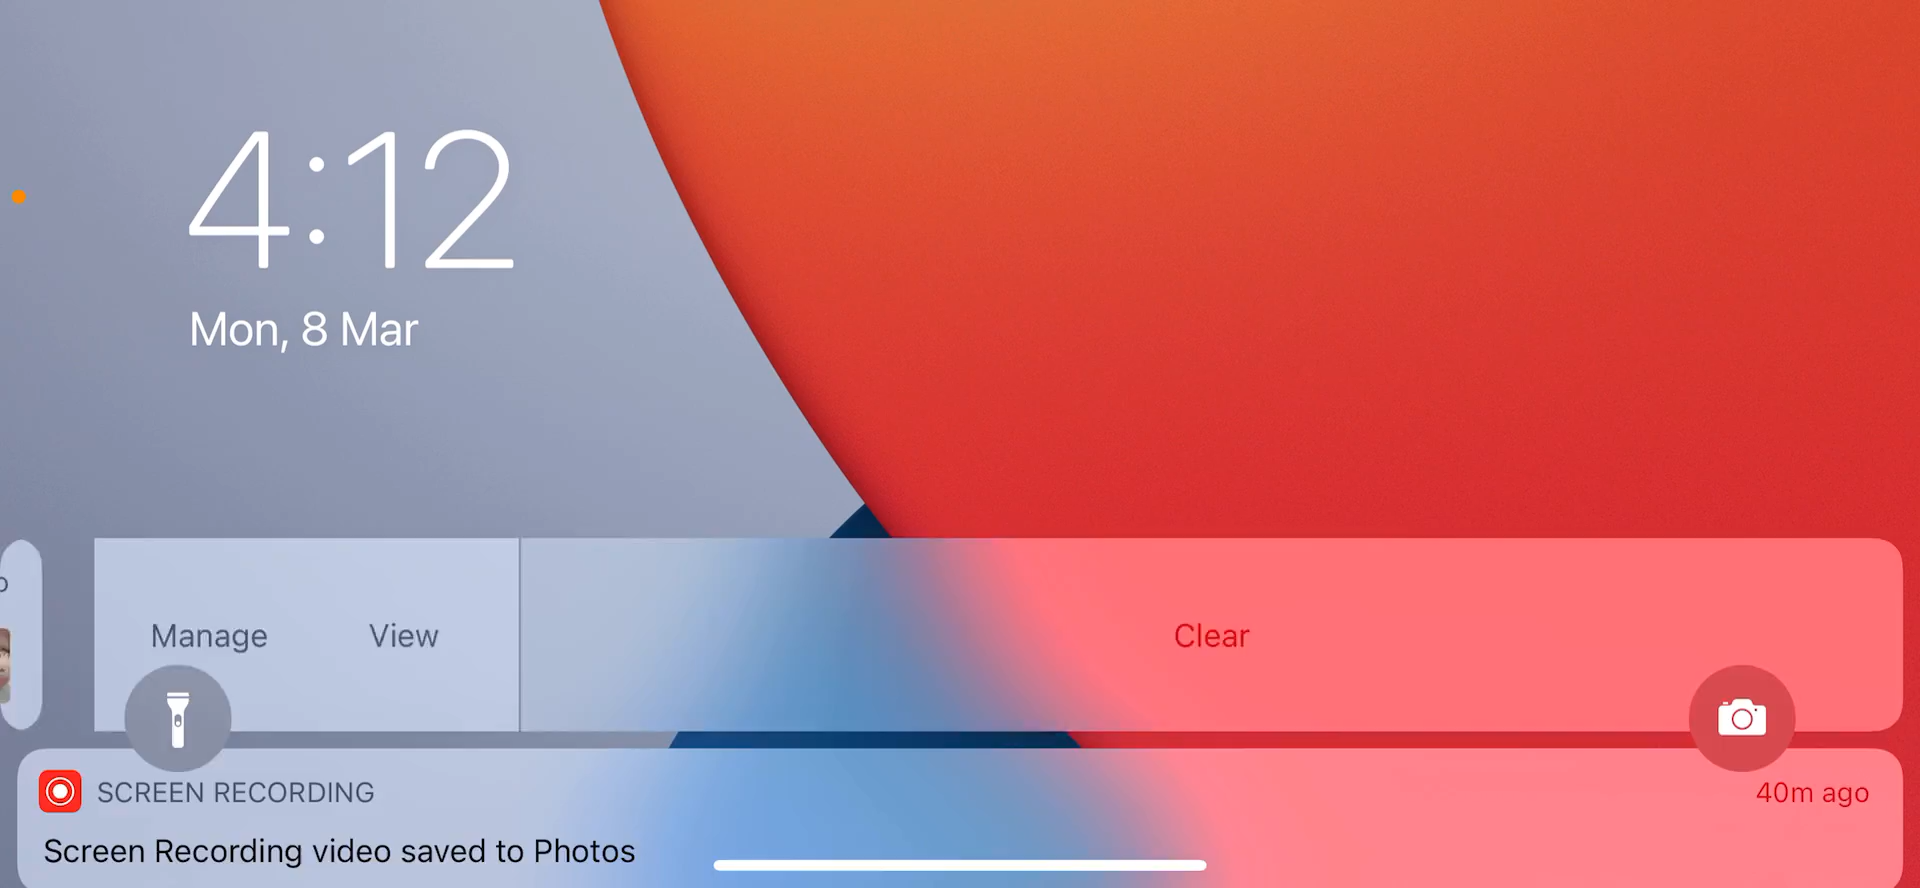 4:12
Mon, 8 Mar
Manage View Clear
SCREEN RECORDING 40m ago
Screen Recording video saved to Photos